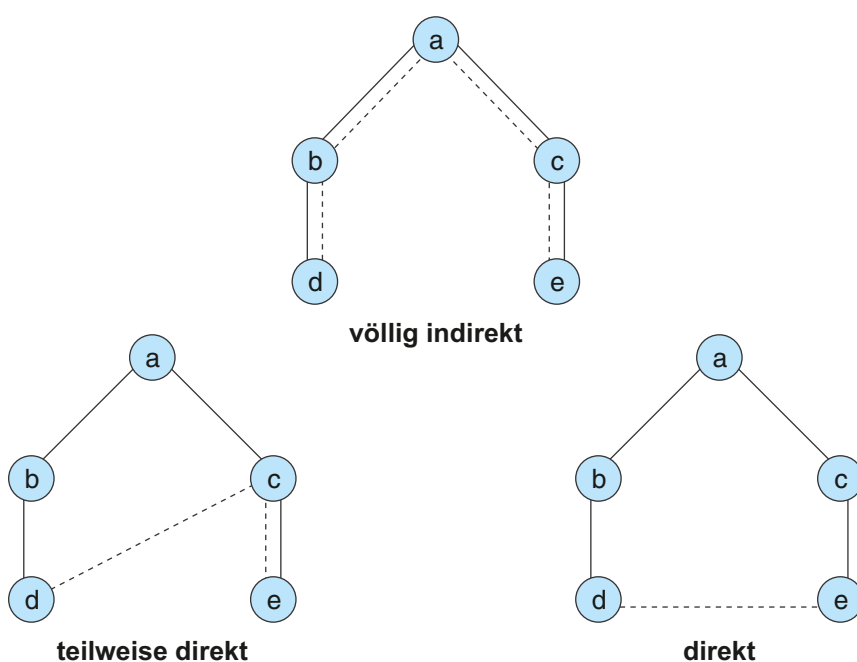 a
b c
d e
völlig indirekt
a
b c
d e
teilweise direkt
a
b c
d e
direkt